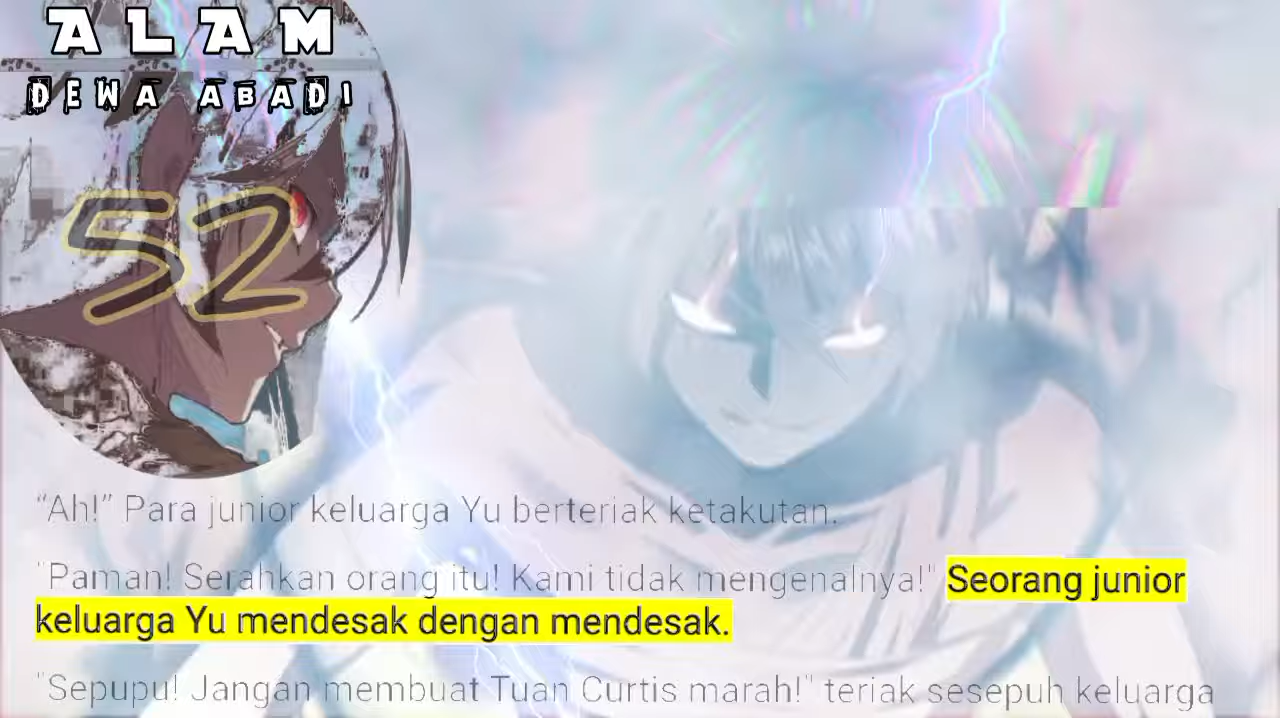 ALAM
DEWA ABADI
52
“Ah!” Para junior keluarga Yu berteriak ketakutan.
"Paman! Serahkan orang itu! Kami tidak mengenalnya!" Seorang junior
keluarga Yu mendesak dengan mendesak.
"Sepupu! Jangan membuat Tuan Curtis marah!" teriak sesepuh keluarga